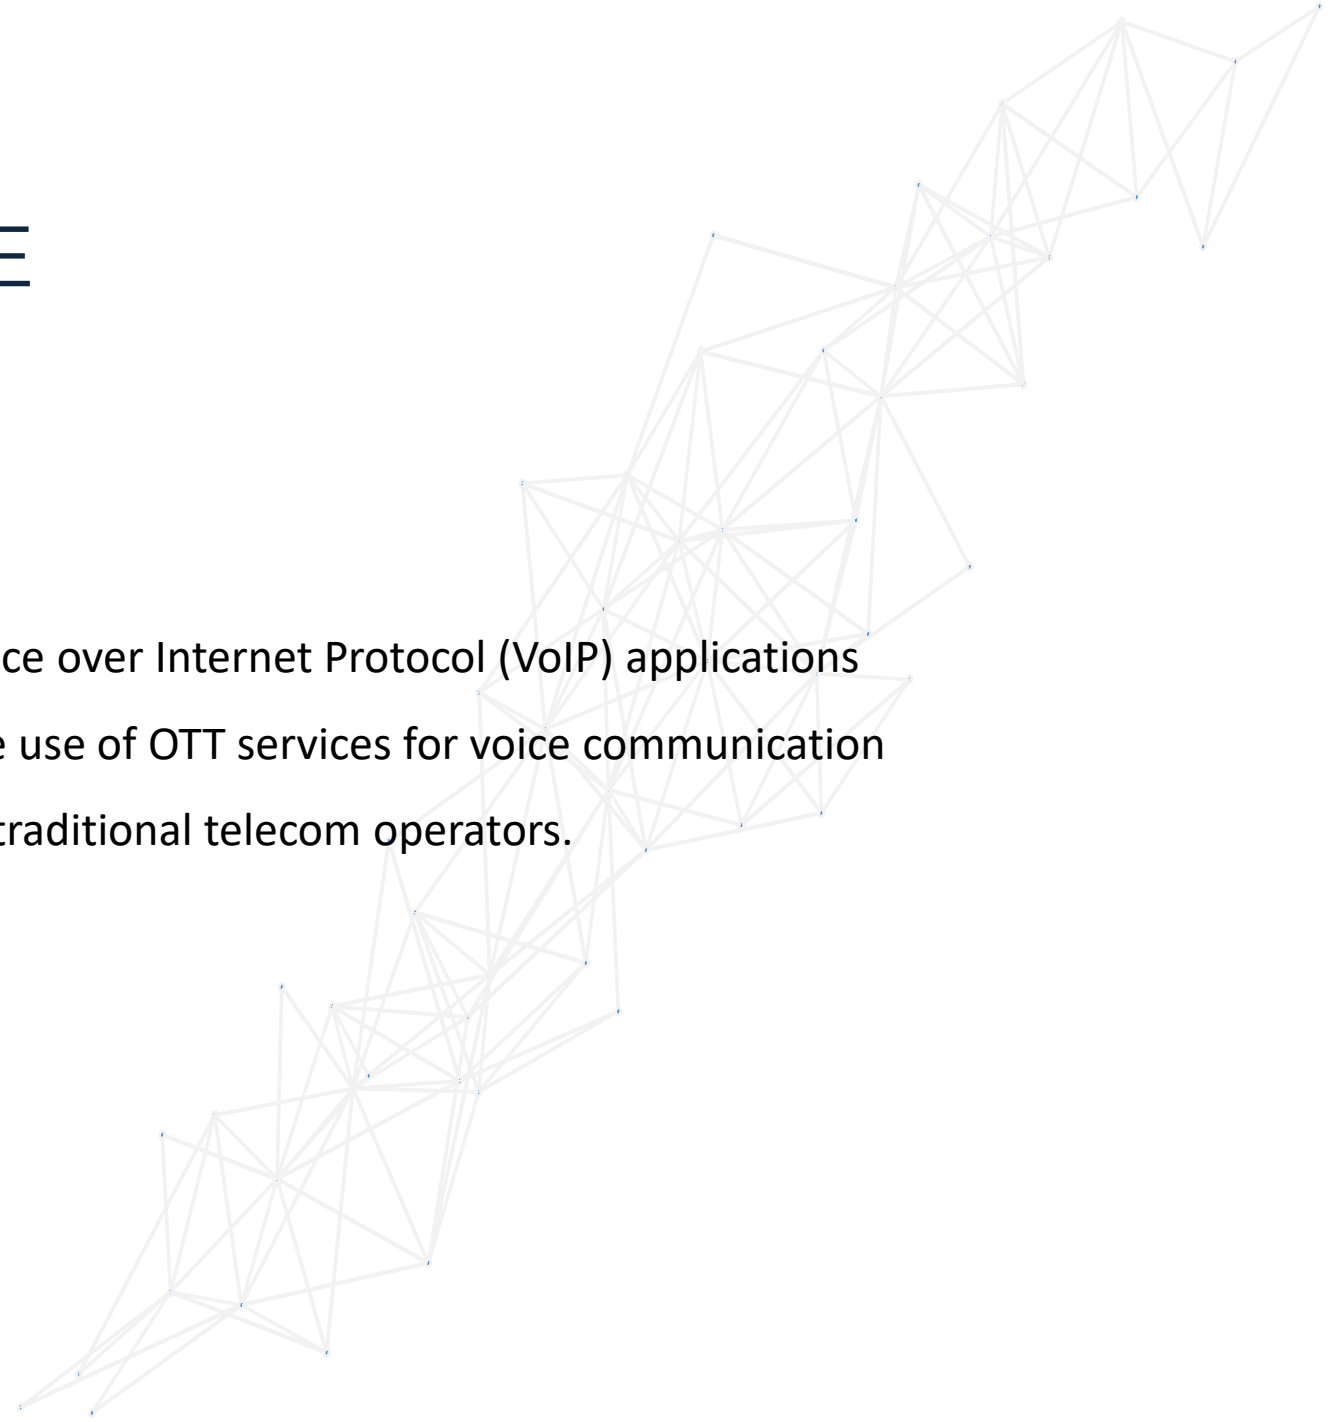 E
ce over Internet Protocol (VoIP) applications
e use of OTT services for voice communication
traditional telecom operators.